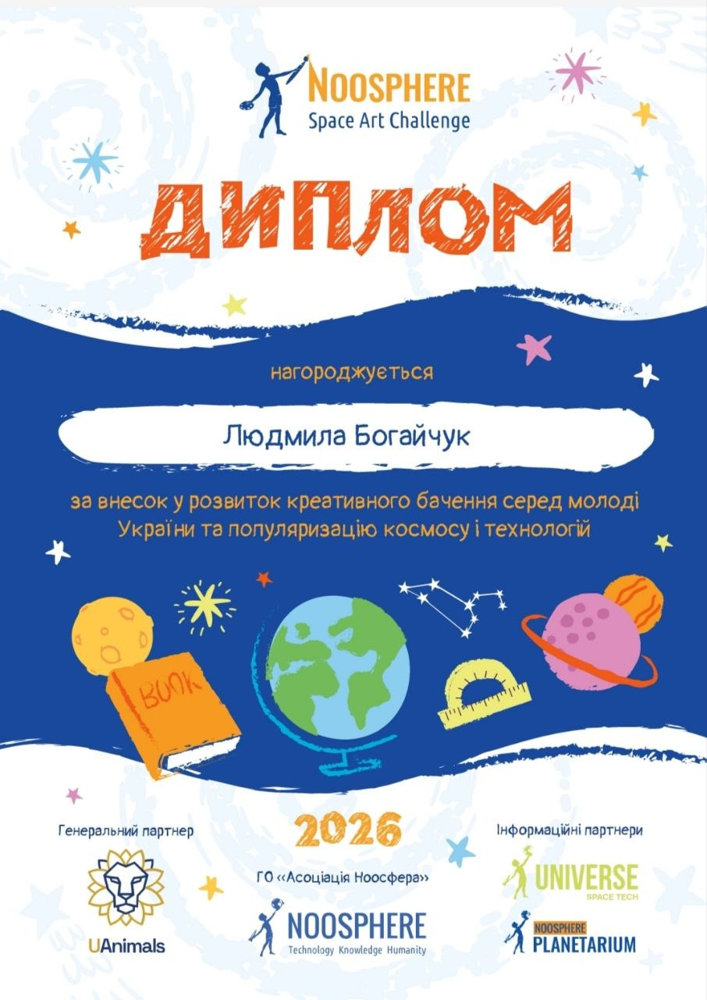 NOOSPHERE
Space Art Challenge
ДИПЛОМ
нагороджується
Людмила Богайчук
за внесок у розвиток креативного бачення серед молоді
України та популяризацію космосу і технологій
BOOK
2026
Генеральний партнер
UAnimals
ГО «Асоціація Ноосфера»
NOOSPHERE
Technology Knowledge Humanity
Інформаційні партнери
UNIVERSE
SPACE TECH
NOOSPHERE
PLANETARIUM